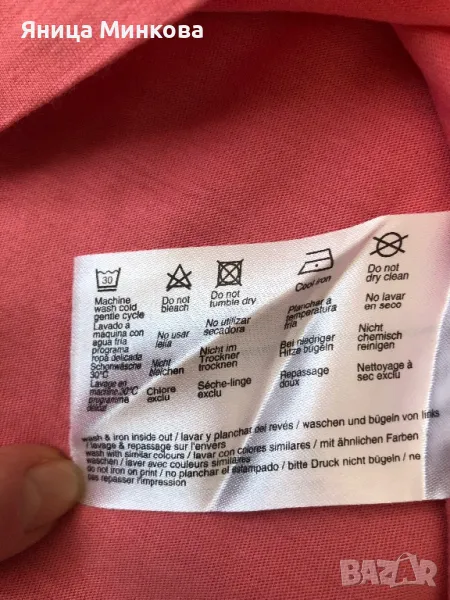 Яница Минкова
30
Machine
wash cold
gentle cycle
Lavado a
máquina con
agua fria
programa
ropa delicada
Schonwäsche
30°C
Lavage en
machine 30°C
programme
délicat
Do not
bleach
No usar
lejia
Nicht
bleichen
Chlore
exclu
Do not
tumble dry
No utilizar
secadora
Nicht im
trockner
trocknen
Séche-linge
exclu
Cool iron
Planchar a
temperatura
fria
Bei niedriger
Hitze bügeln
Repassage
doux
Do not
dry clean
No lavar
en seco
Nicht
chemisch
reinigen
Nettoyage à
sec exclu
wash & iron inside out / lavar y planchar del revés / waschen und bügeln von links
/ lavage & repassage sur l'envers
wash with similar colours / lavar con colores similares / mit ähnlichen Farben
waschen / laver avec couleurs similaires
do not iron on print / no planchar el estampado / bitte Druck nicht bügeln / ne
pas repasser l'impression
BAZAR